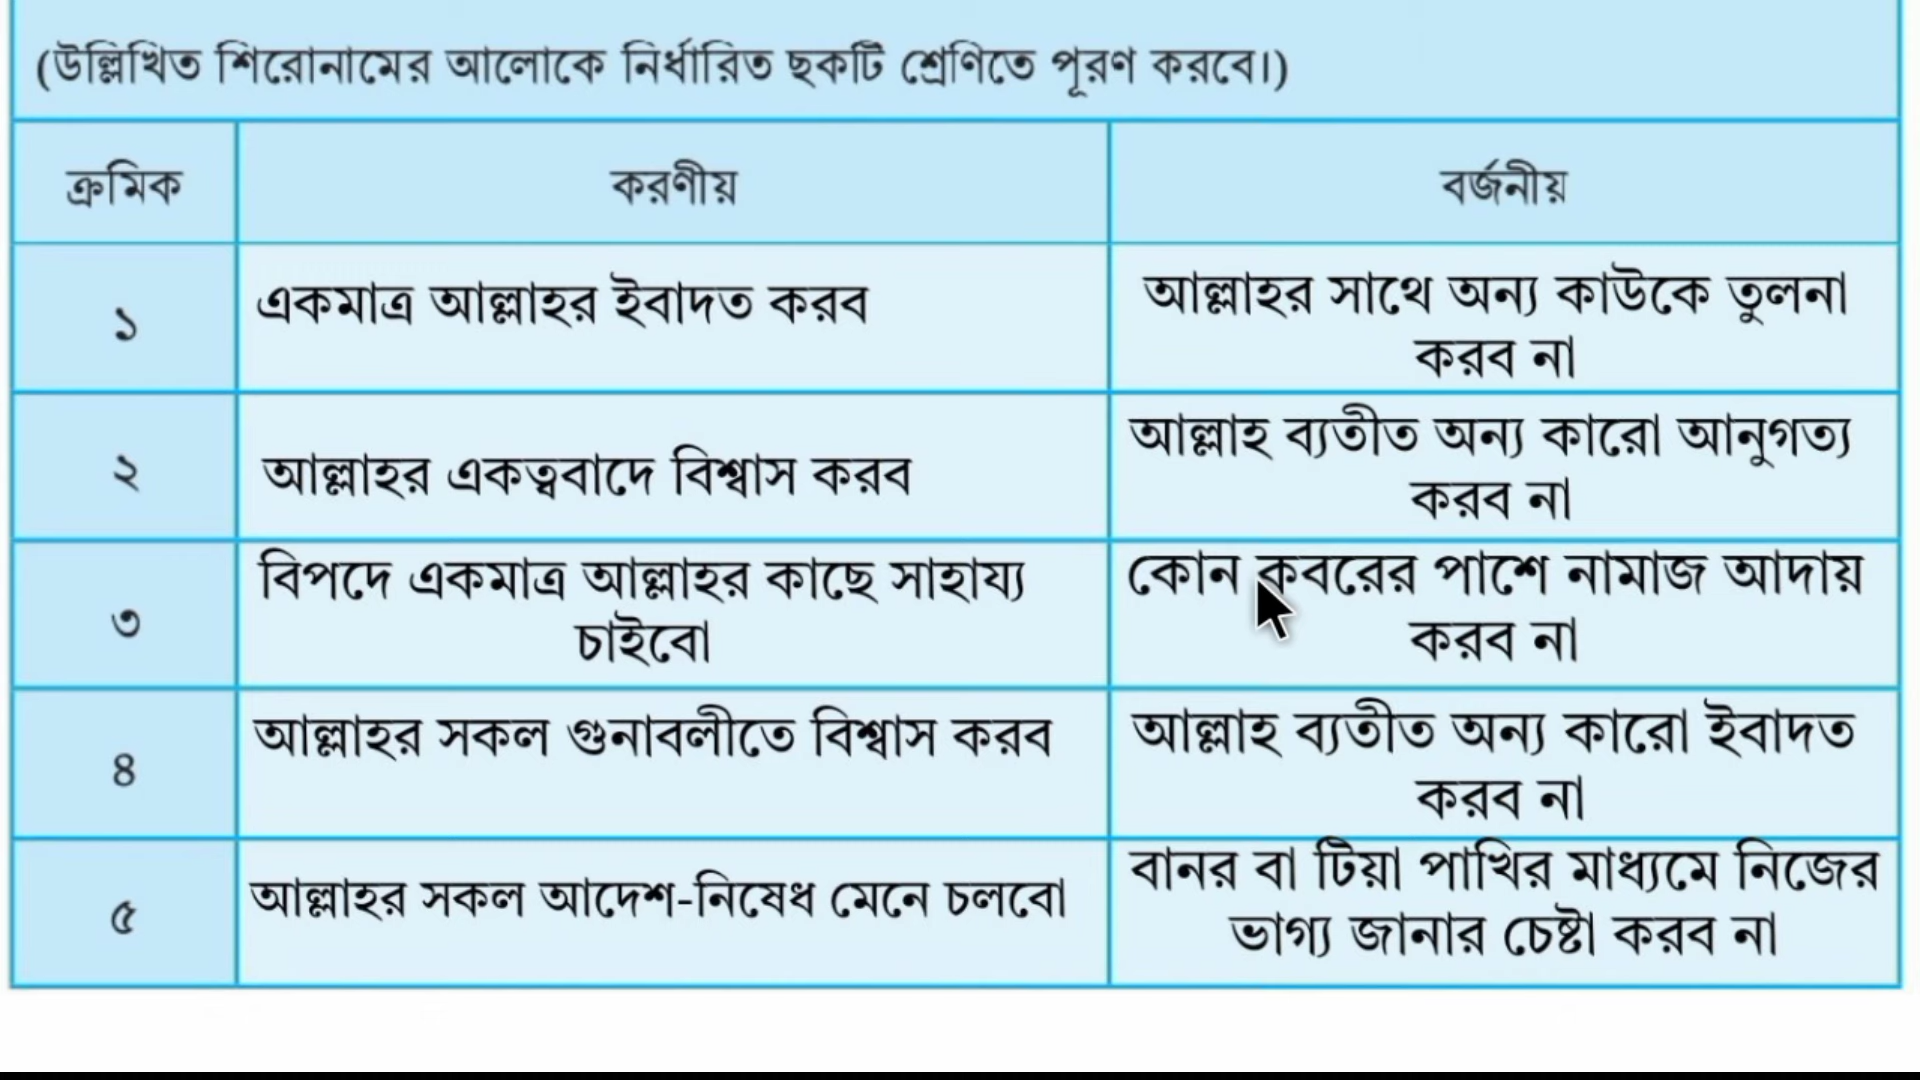 (উল্লিখিত শিরোনামের আলোকে নির্ধারিত ছকটি শ্রেণিতে পূরণ করবে।)
ক্রমিক করণীয় বর্জনীয়
১ একমাত্র আল্লাহর ইবাদত করব আল্লাহর সাথে অন্য কাউকে তুলনা
করব না
২ আল্লাহর একত্ববাদে বিশ্বাস করব আল্লাহ ব্যতীত অন্য কারো আনুগত্য
করব না
৩ বিপদে একমাত্র আল্লাহর কাছে সাহায্য
চাইবো
কোন কবরের পাশে নামাজ আদায়
করব না
৪ আল্লাহর সকল গুনাবলীতে বিশ্বাস করব আল্লাহ ব্যতীত অন্য কারো ইবাদত
করব না
৫ আল্লাহর সকল আদেশ-নিষেধ মেনে চলবো বানর বা টিয়া পাখির মাধ্যমে নিজের
ভাগ্য জানার চেষ্টা করব না